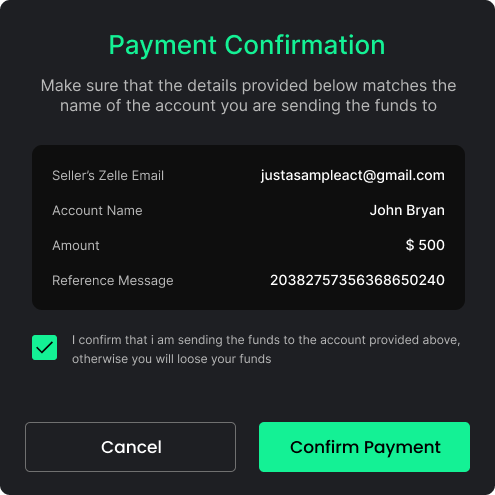 Payment Confirmation
Make sure that the details provided below matches the
name of the account you are sending the funds to
Seller’s Zelle Email justasampleact@gmail.com
Account Name John Bryan
Amount $ 500
Reference Message 20382757356368650240
I confirm that i am sending the funds to the account provided above,
otherwise you will loose your funds
Cancel Confirm Payment